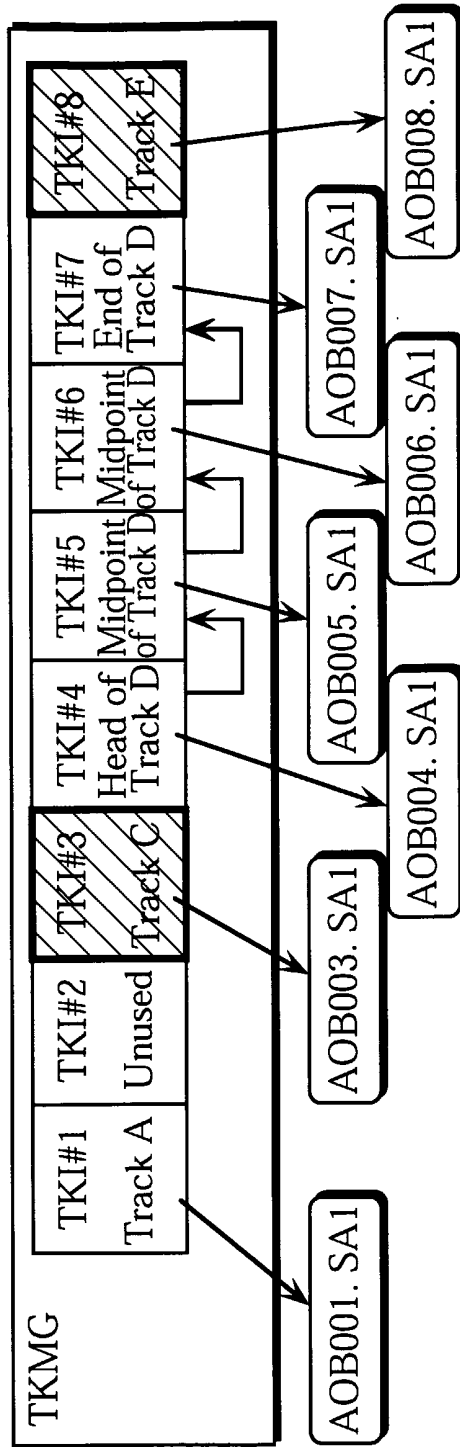 TKMG
TKI#1
Track A
TKI#2
Unused
TKI#3
Track C
TKI#4
Head of
Track D
TKI#5
Midpoint
of Track D
TKI#6
Midpoint
of Track D
TKI#7
End of
Track D
TKI#8
Track E
AOB001. SA1
AOB003. SA1
AOB004. SA1
AOB005. SA1
AOB006. SA1
AOB007. SA1
AOB008. SA1